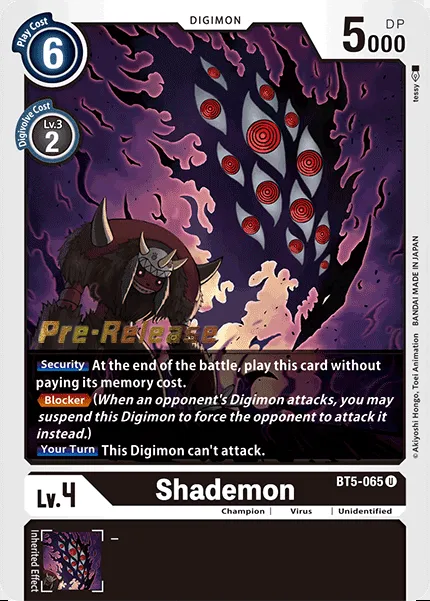 DIGIMON
Play Cost
6
DP
5000
Digivolve Cost
Lv.3
2
tessy
Pre-Release
Security At the end of the battle, play this card without
paying its memory cost.
Blocker (When an opponent's Digimon attacks, you may
suspend this Digimon to force the opponent to attack it
instead.)
Your Turn This Digimon can't attack.
© Akiyoshi Hongo, Toei Animation BANDAI MADE IN JAPAN
Lv.4
Shademon
BT5-065 U
Champion | Virus | Unidentified
Inherited Effect
–